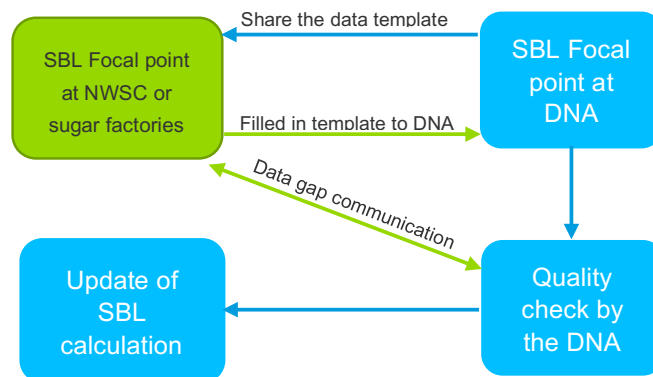 Share the data template
SBL Focal point
at NWSC or
sugar factories
SBL Focal
point at
DNA
Filled in template to DNA
Data gap communication
Update of
SBL
calculation
Quality
check by
the DNA